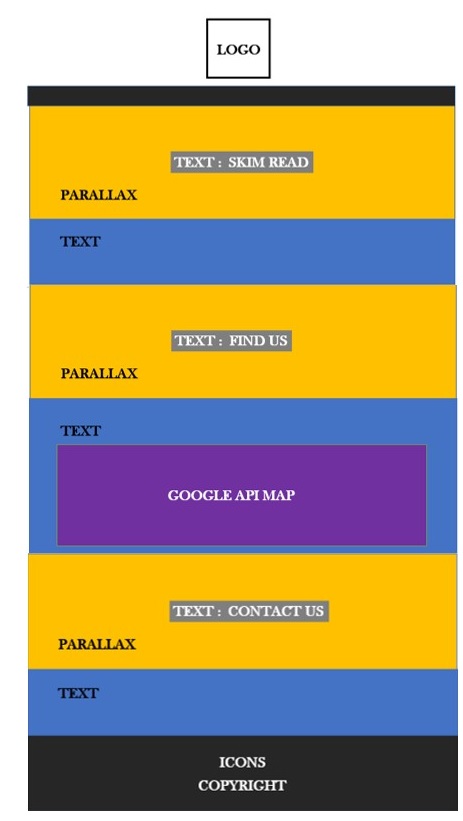 LOGO
TEXT : SKIM READ
PARALLAX
TEXT
TEXT : FIND US
PARALLAX
TEXT
GOOGLE API MAP
TEXT : CONTACT US
PARALLAX
TEXT
ICONS
COPYRIGHT